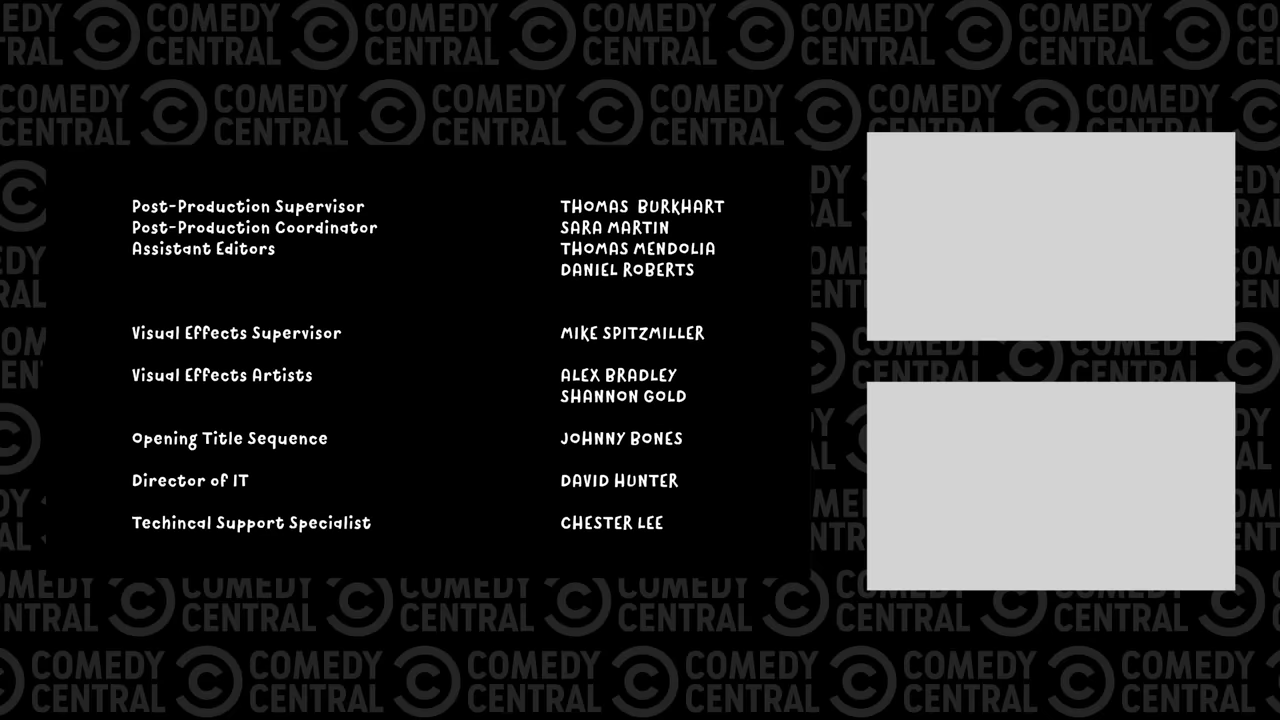 COMEDY CENTRAL
Post-Production Supervisor THOMAS BURKHART
Post-Production Coordinator SARA MARTIN
Assistant Editors THOMAS MENDOLIA
DANIEL ROBERTS
Visual Effects Supervisor MIKE SPITZMILLER
Visual Effects Artists ALEX BRADLEY
SHANNON GOLD
Opening Title Sequence JOHNNY BONES
Director of IT DAVID HUNTER
Techincal Support Specialist CHESTER LEE